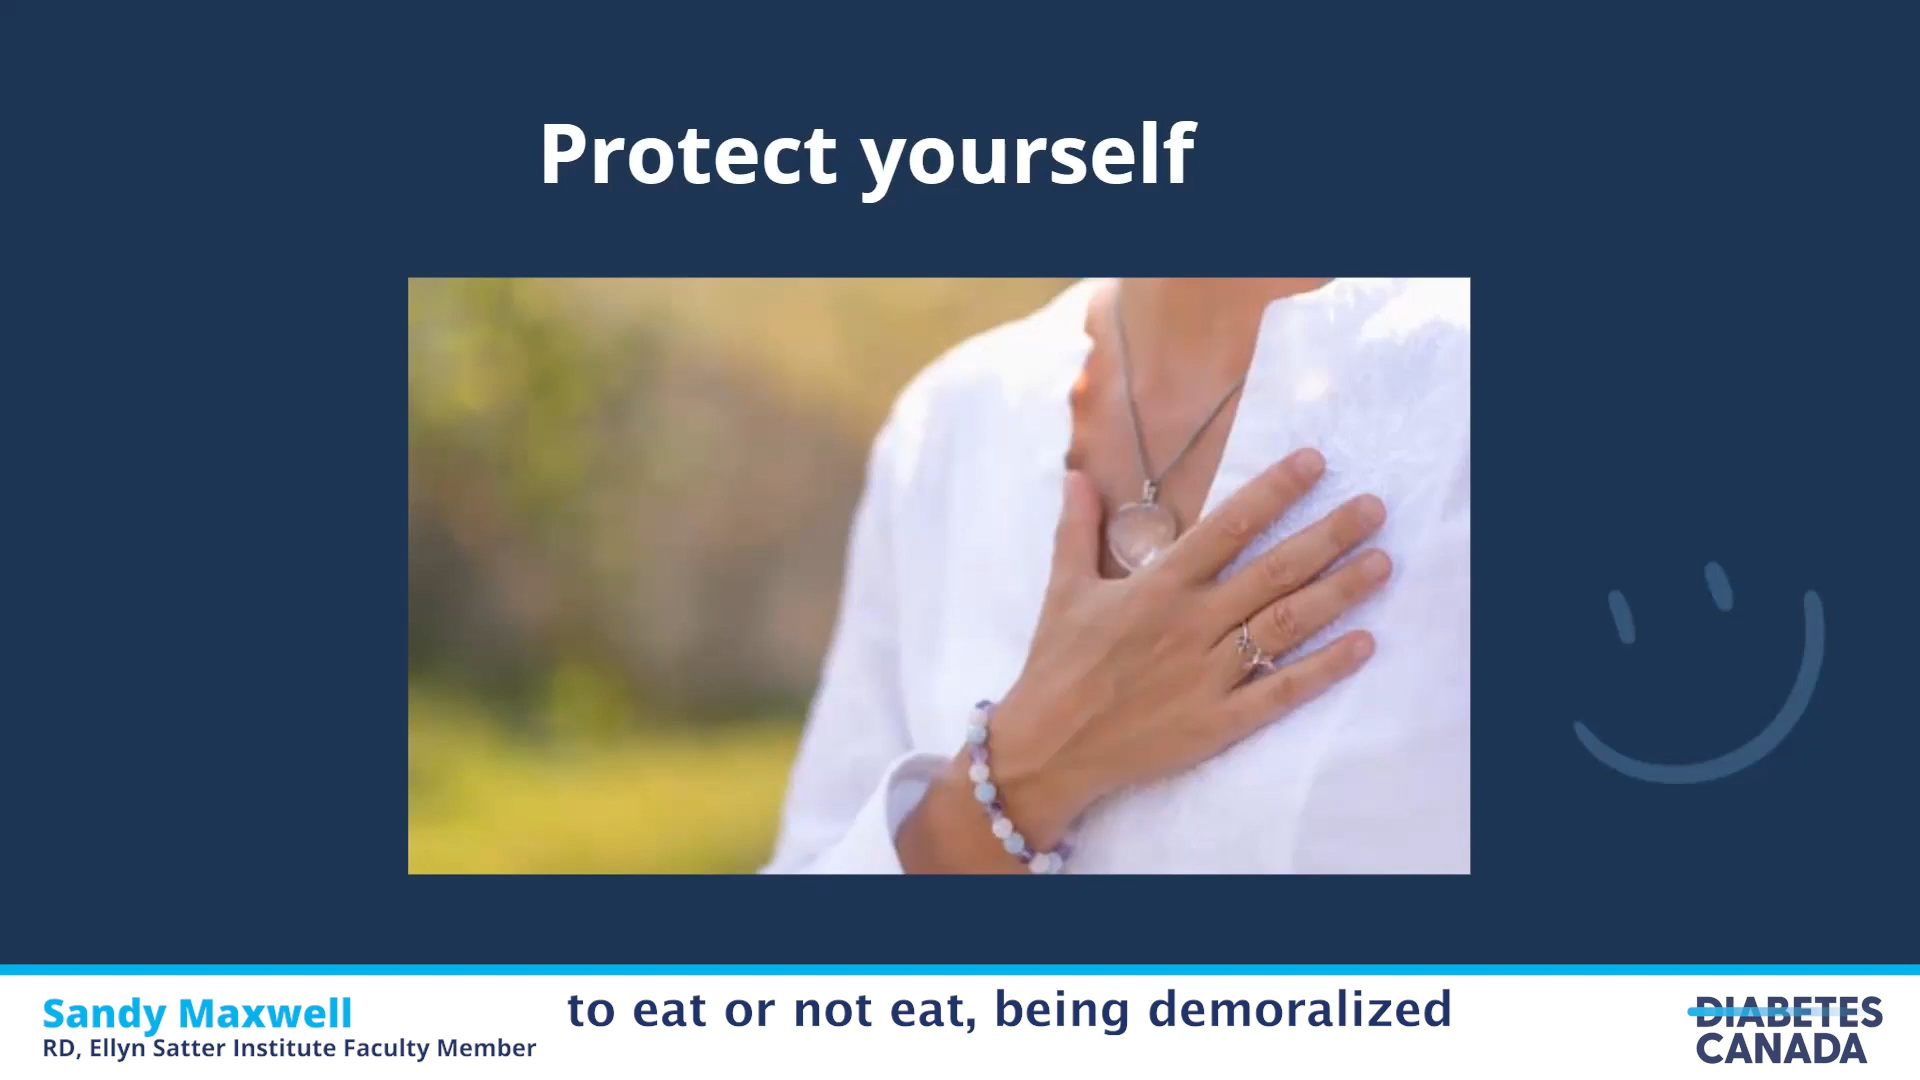 Protect yourself
Sandy Maxwell
RD, Ellyn Satter Institute Faculty Member
to eat or not eat, being demoralized
DIABETES
CANADA